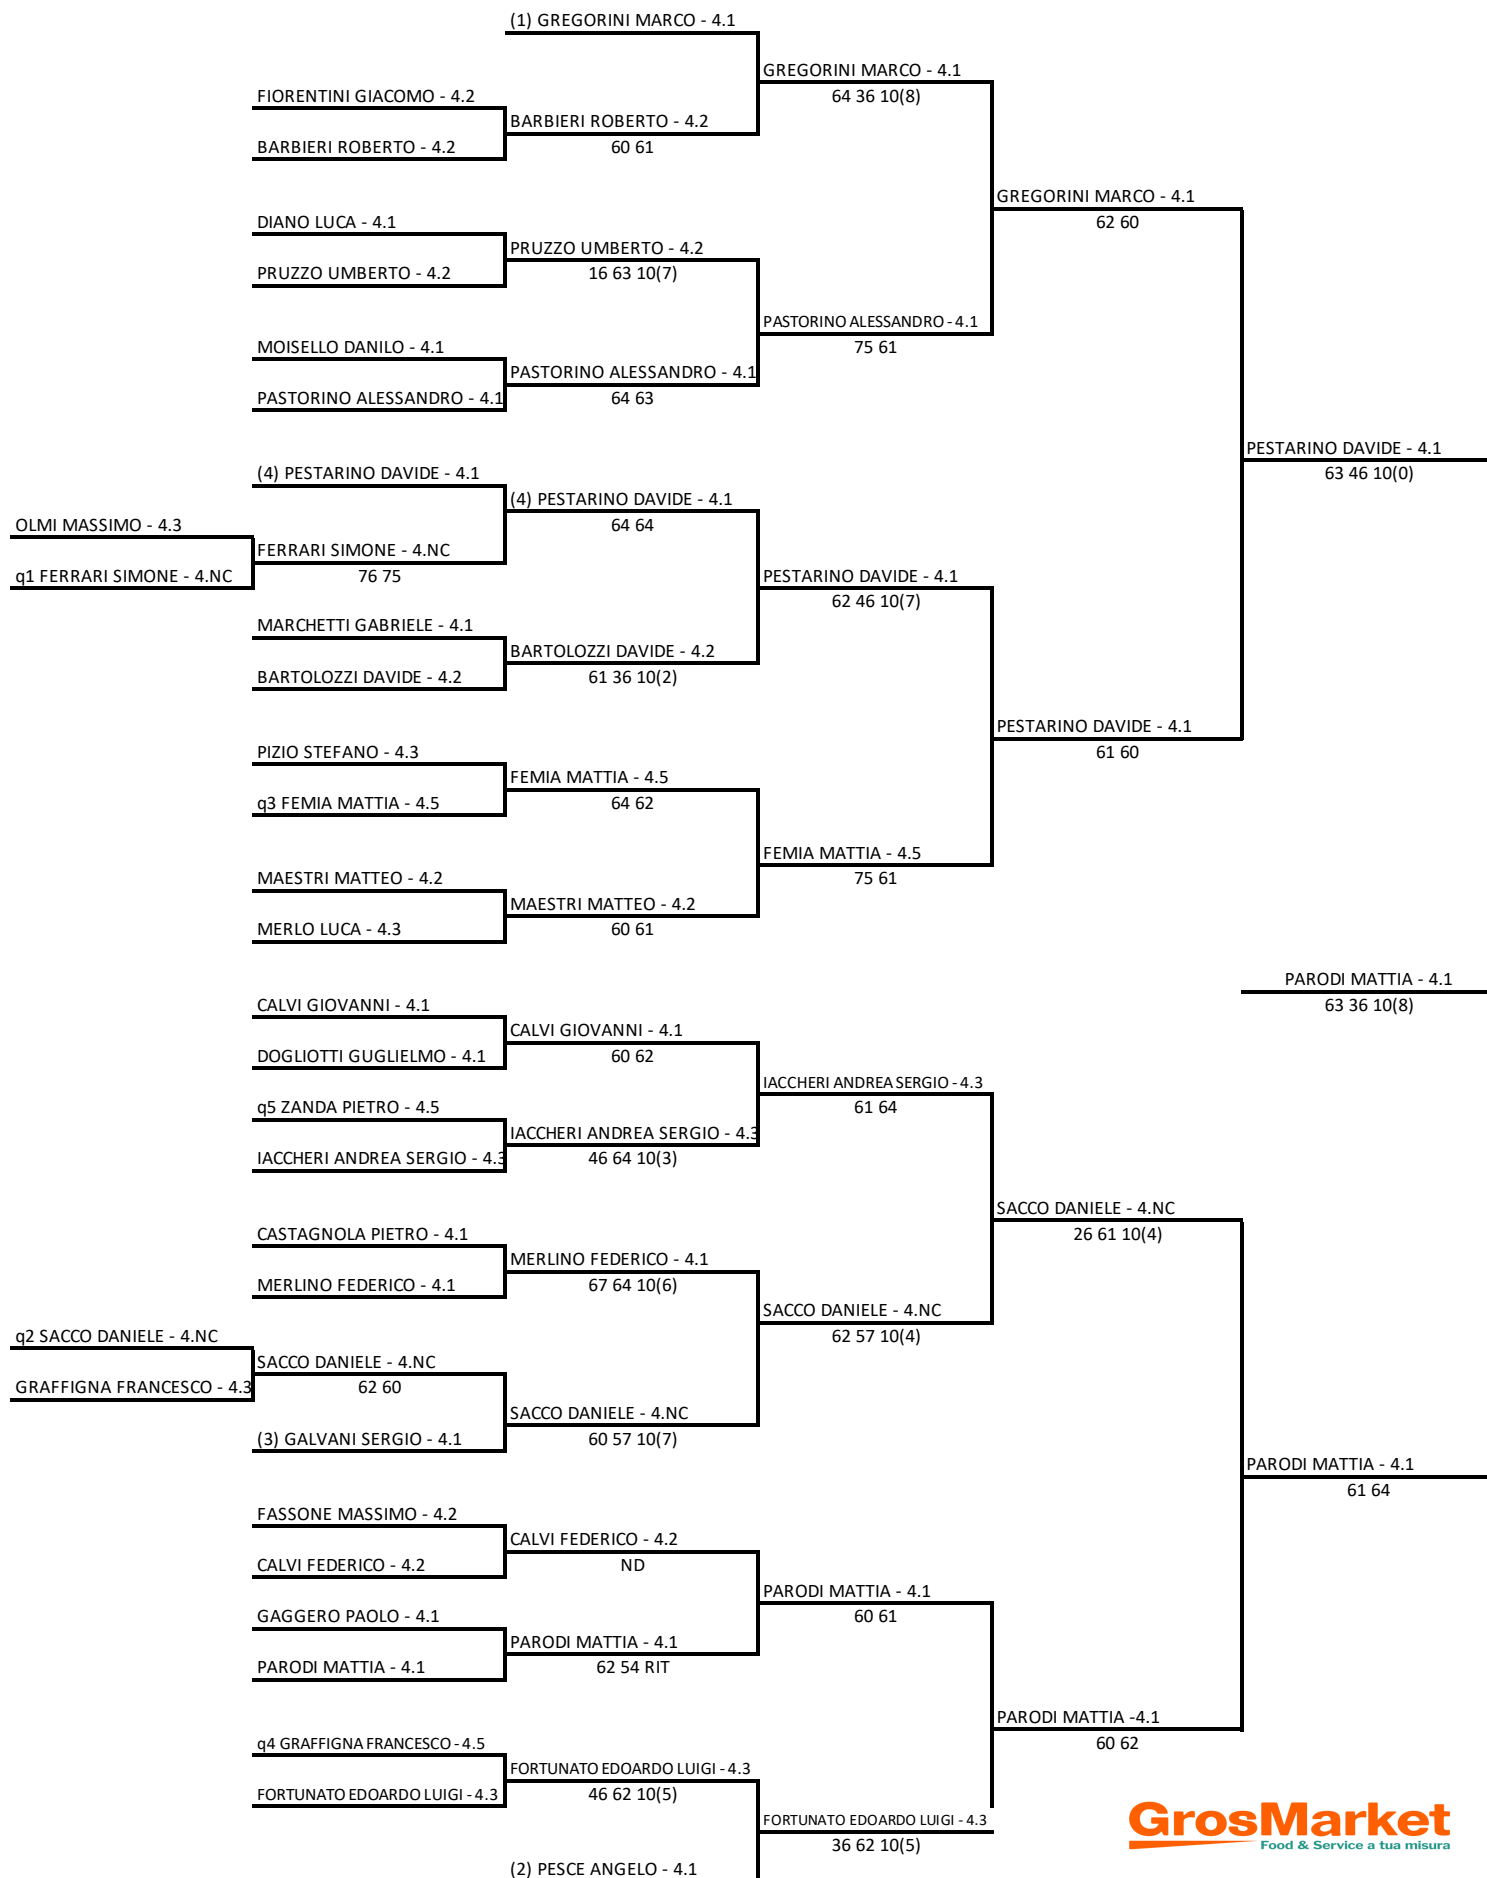 (1) GREGORINI MARCO - 4.1
GREGORINI MARCO - 4.1
FIORENTINI GIACOMO - 4.2
64 36 10(8)
BARBIERI ROBERTO - 4.2
BARBIERI ROBERTO - 4.2
60 61
GREGORINI MARCO - 4.1
DIANO LUCA - 4.1
62 60
PRUZZO UMBERTO - 4.2
PRUZZO UMBERTO - 4.2
16 63 10(7)
PASTORINO ALESSANDRO - 4.1
MOISELLO DANILO - 4.1
75 61
PASTORINO ALESSANDRO - 4.1
PASTORINO ALESSANDRO - 4.1
64 63
PESTARINO DAVIDE - 4.1
(4) PESTARINO DAVIDE - 4.1
63 46 10(0)
(4) PESTARINO DAVIDE - 4.1
OLMI MASSIMO - 4.3
64 64
FERRARI SIMONE - 4.NC
q1 FERRARI SIMONE - 4.NC
76 75
PESTARINO DAVIDE - 4.1
62 46 10(7)
MARCHETTI GABRIELE - 4.1
BARTOLOZZI DAVIDE - 4.2
BARTOLOZZI DAVIDE - 4.2
61 36 10(2)
PESTARINO DAVIDE - 4.1
PIZIO STEFANO - 4.3
61 60
FEMIA MATTIA - 4.5
q3 FEMIA MATTIA - 4.5
64 62
FEMIA MATTIA - 4.5
MAESTRI MATTEO - 4.2
75 61
MAESTRI MATTEO - 4.2
MERLO LUCA - 4.3
60 61
PARODI MATTIA - 4.1
CALVI GIOVANNI - 4.1
63 36 10(8)
CALVI GIOVANNI - 4.1
DOGLIOTTI GUGLIELMO - 4.1
60 62
IACCHERI ANDREA SERGIO - 4.3
q5 ZANDA PIETRO - 4.5
61 64
IACCHERI ANDREA SERGIO - 4.3
IACCHERI ANDREA SERGIO - 4.3
46 64 10(3)
SACCO DANIELE - 4.NC
CASTAGNOLA PIETRO - 4.1
26 61 10(4)
MERLINO FEDERICO - 4.1
MERLINO FEDERICO - 4.1
67 64 10(6)
SACCO DANIELE - 4.NC
q2 SACCO DANIELE - 4.NC
62 57 10(4)
SACCO DANIELE - 4.NC
GRAFFIGNA FRANCESCO - 4.3
62 60
SACCO DANIELE - 4.NC
(3) GALVANI SERGIO - 4.1
60 57 10(7)
PARODI MATTIA - 4.1
61 64
FASSONE MASSIMO - 4.2
CALVI FEDERICO - 4.2
CALVI FEDERICO - 4.2
ND
PARODI MATTIA - 4.1
GAGGERO PAOLO - 4.1
60 61
PARODI MATTIA - 4.1
PARODI MATTIA - 4.1
62 54 RIT
PARODI MATTIA -4.1
q4 GRAFFIGNA FRANCESCO - 4.5
60 62
FORTUNATO EDOARDO LUIGI - 4.3
FORTUNATO EDOARDO LUIGI - 4.3
46 62 10(5)
FORTUNATO EDOARDO LUIGI - 4.3
GrosMarket
36 62 10(5)
Food & Service a tua misura
(2) PESCE ANGELO - 4.1